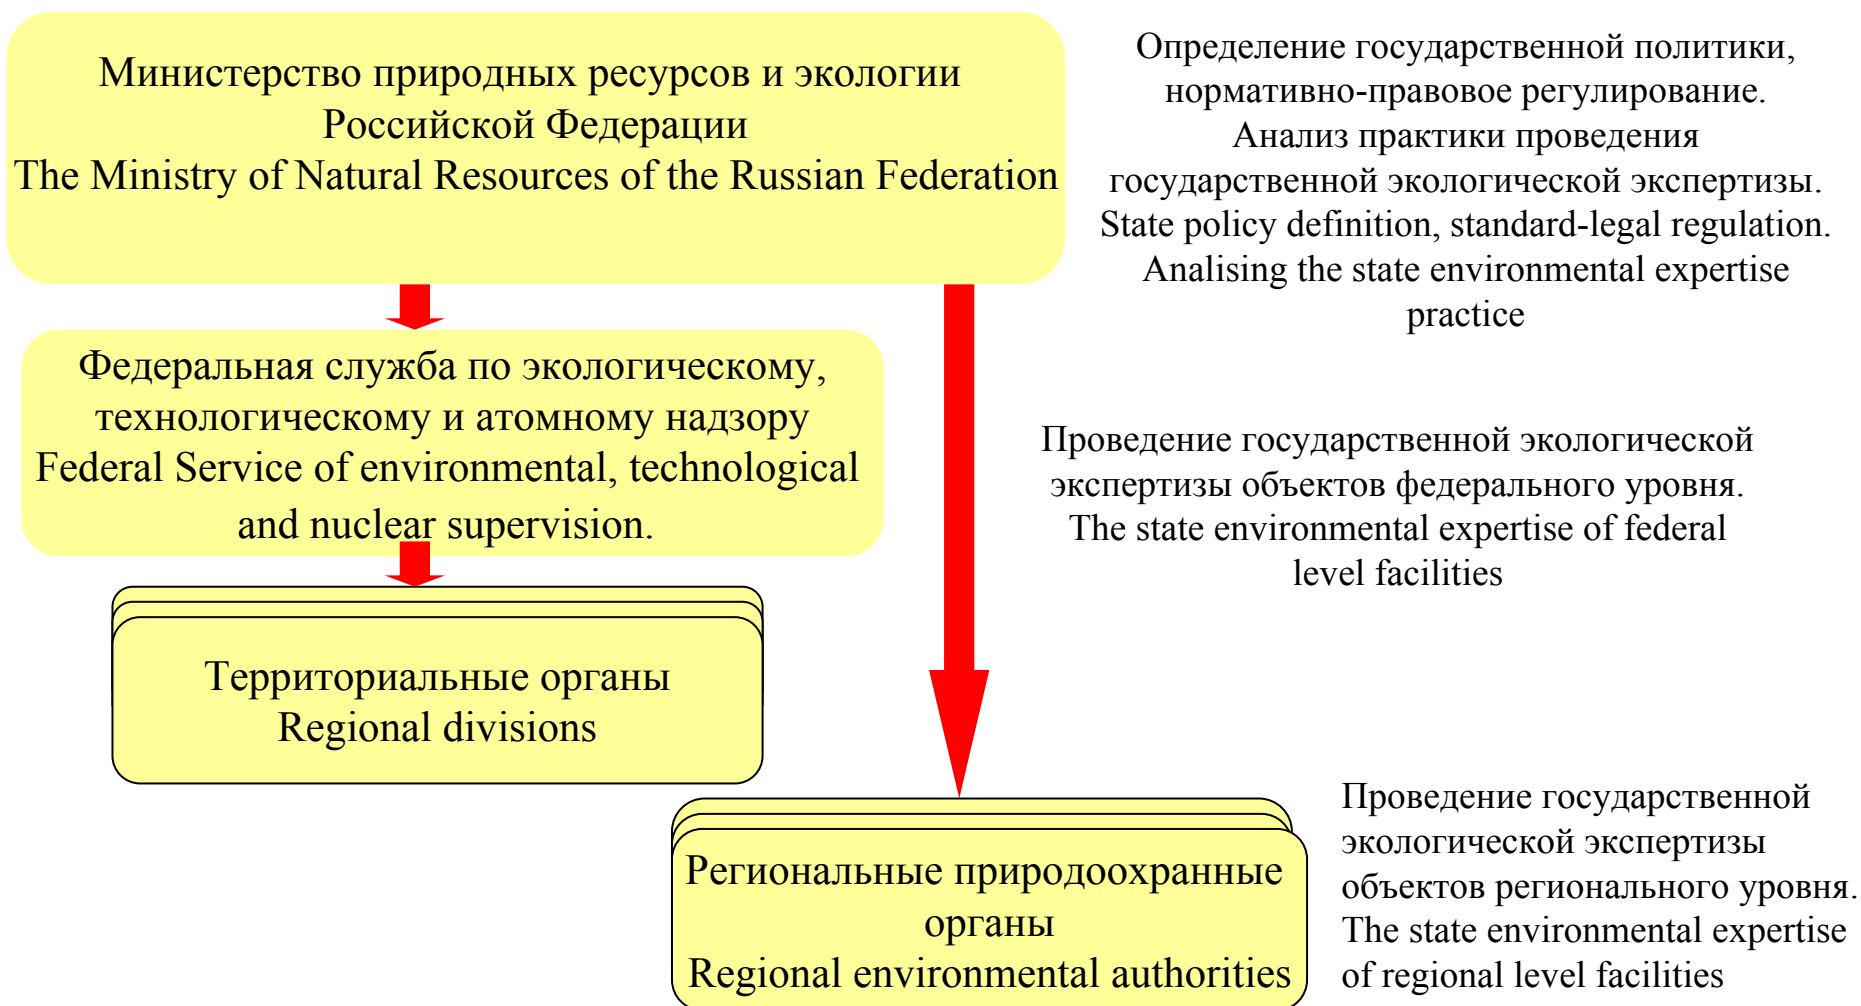 Министерство природных ресурсов и экологии
Российской Федерации
The Ministry of Natural Resources of the Russian Federation
Определение государственной политики,
нормативно-правовое регулирование.
Анализ практики проведения
государственной экологической экспертизы.
State policy definition, standard-legal regulation.
Analising the state environmental expertise
practice
Федеральная служба по экологическому,
технологическому и атомному надзору
Federal Service of environmental, technological
and nuclear supervision.
Проведение государственной экологической
экспертизы объектов федерального уровня.
The state environmental expertise of federal
level facilities
Территориальные органы
Regional divisions
Региональные природоохранные
органы
Regional environmental authorities
Проведение государственной
экологической экспертизы
объектов регионального уровня.
The state environmental expertise
of regional level facilities